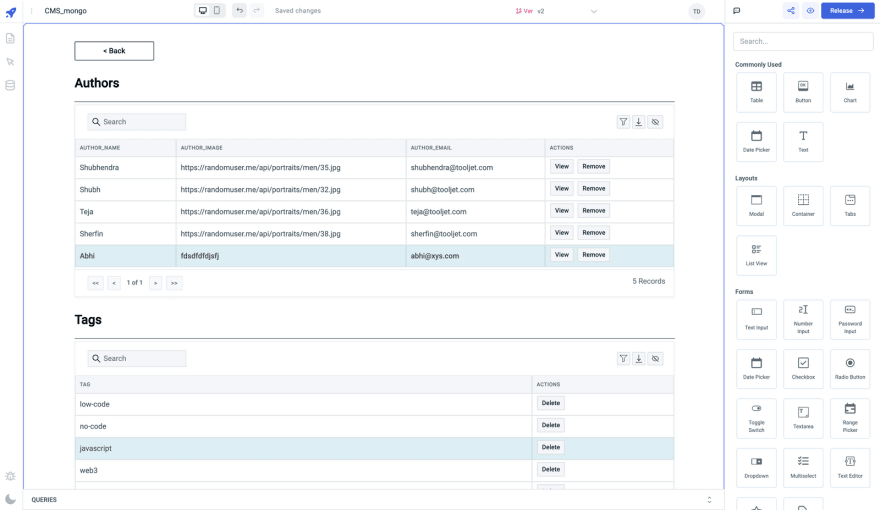 CMS_mongo
Saved changes
Ver v2
TD
Release →
< Back
Authors
Search
AUTHOR_NAME AUTHOR_IMAGE AUTHOR_EMAIL ACTIONS
Shubhendra https://randomuser.me/api/portraits/men/35.jpg shubhendra@tooljet.com View Remove
Shubh https://randomuser.me/api/portraits/men/32.jpg shubh@tooljet.com View Remove
Teja https://randomuser.me/api/portraits/men/36.jpg teja@tooljet.com View Remove
Sherfin https://randomuser.me/api/portraits/men/38.jpg sherfin@tooljet.com View Remove
Abhi fdsdfdfdjsfj abhi@xys.com View Remove
<< < 1 of 1 > >> 5 Records
Tags
Search
TAG ACTIONS
low-code Delete
no-code Delete
javascript Delete
web3 Delete
QUERIES
Search...
Commonly Used
Table Button Chart
Date Picker Text
Layouts
Modal Container Tabs
List View
Forms
Text Input Number Input Password Input
Date Picker Checkbox Radio Button
Toggle Switch Textarea Range Picker
Dropdown Multiselect Text Editor